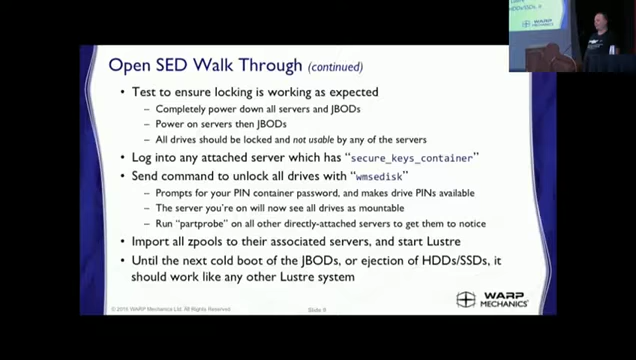 Open SED Walk Through (continued)
• Test to ensure locking is working as expected
– Completely power down all servers and JBODs
– Power on servers then JBODs
– All drives should be locked and not usable by any of the servers
• Log into any attached server which has “secure_keys_container”
• Send command to unlock all drives with “wmsedisk”
– Prompts for your PIN container password, and makes drive PINs available
– The server you're on will now see all drives as mountable
– Run “partprobe” on all other directly-attached servers to get them to notice
• Import all zpools to their associated servers, and start Lustre
• Until the next cold boot of the JBODs, or ejection of HDDs/SSDs, it
should work like any other Lustre system
WARP
MECHANICS
© 2015 WARP Mechanics Ltd. All Rights Reserved
Slide 9
WARP
MECHANICS